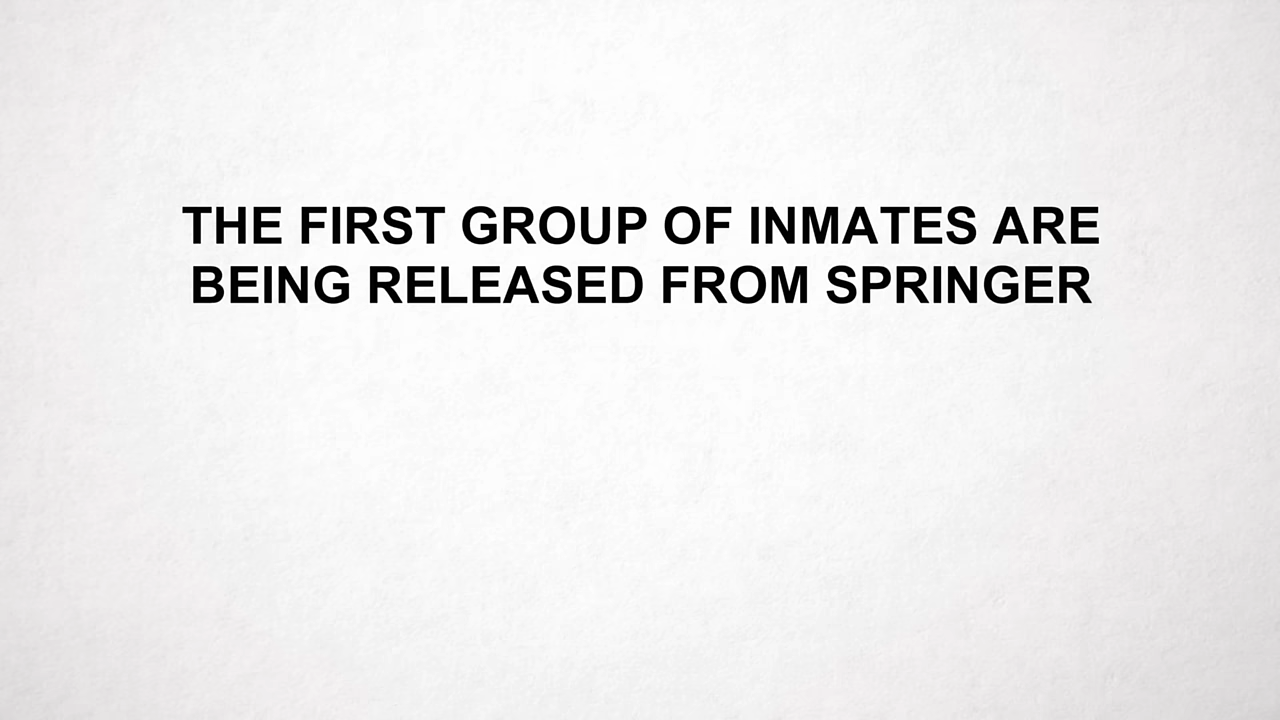 THE FIRST GROUP OF INMATES ARE
BEING RELEASED FROM SPRINGER